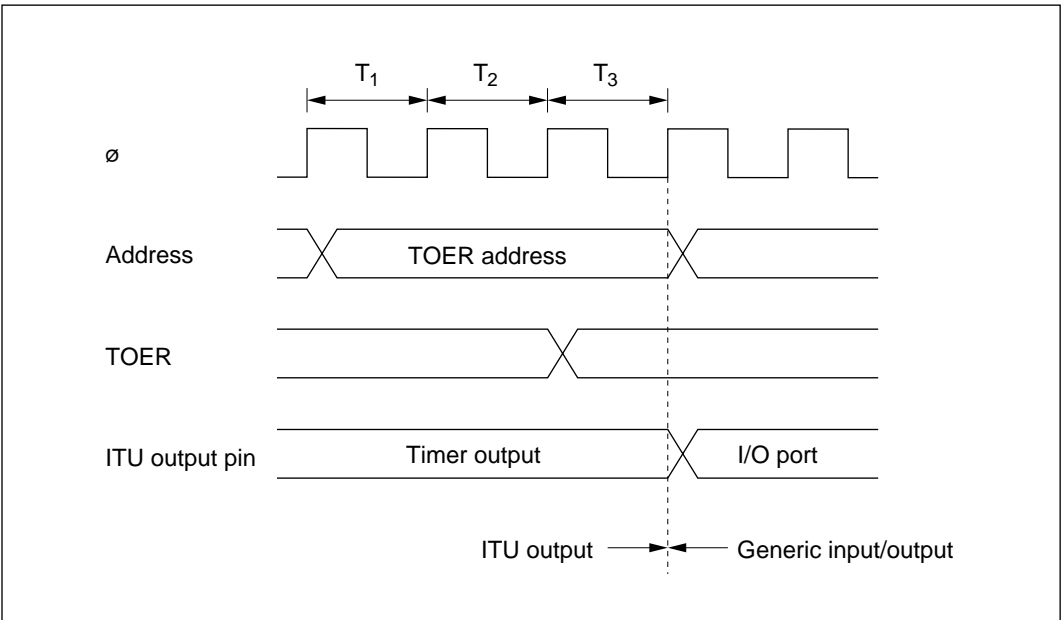 T1 T2 T3
ø
Address TOER address
TOER
ITU output pin Timer output I/O port
ITU output Generic input/output